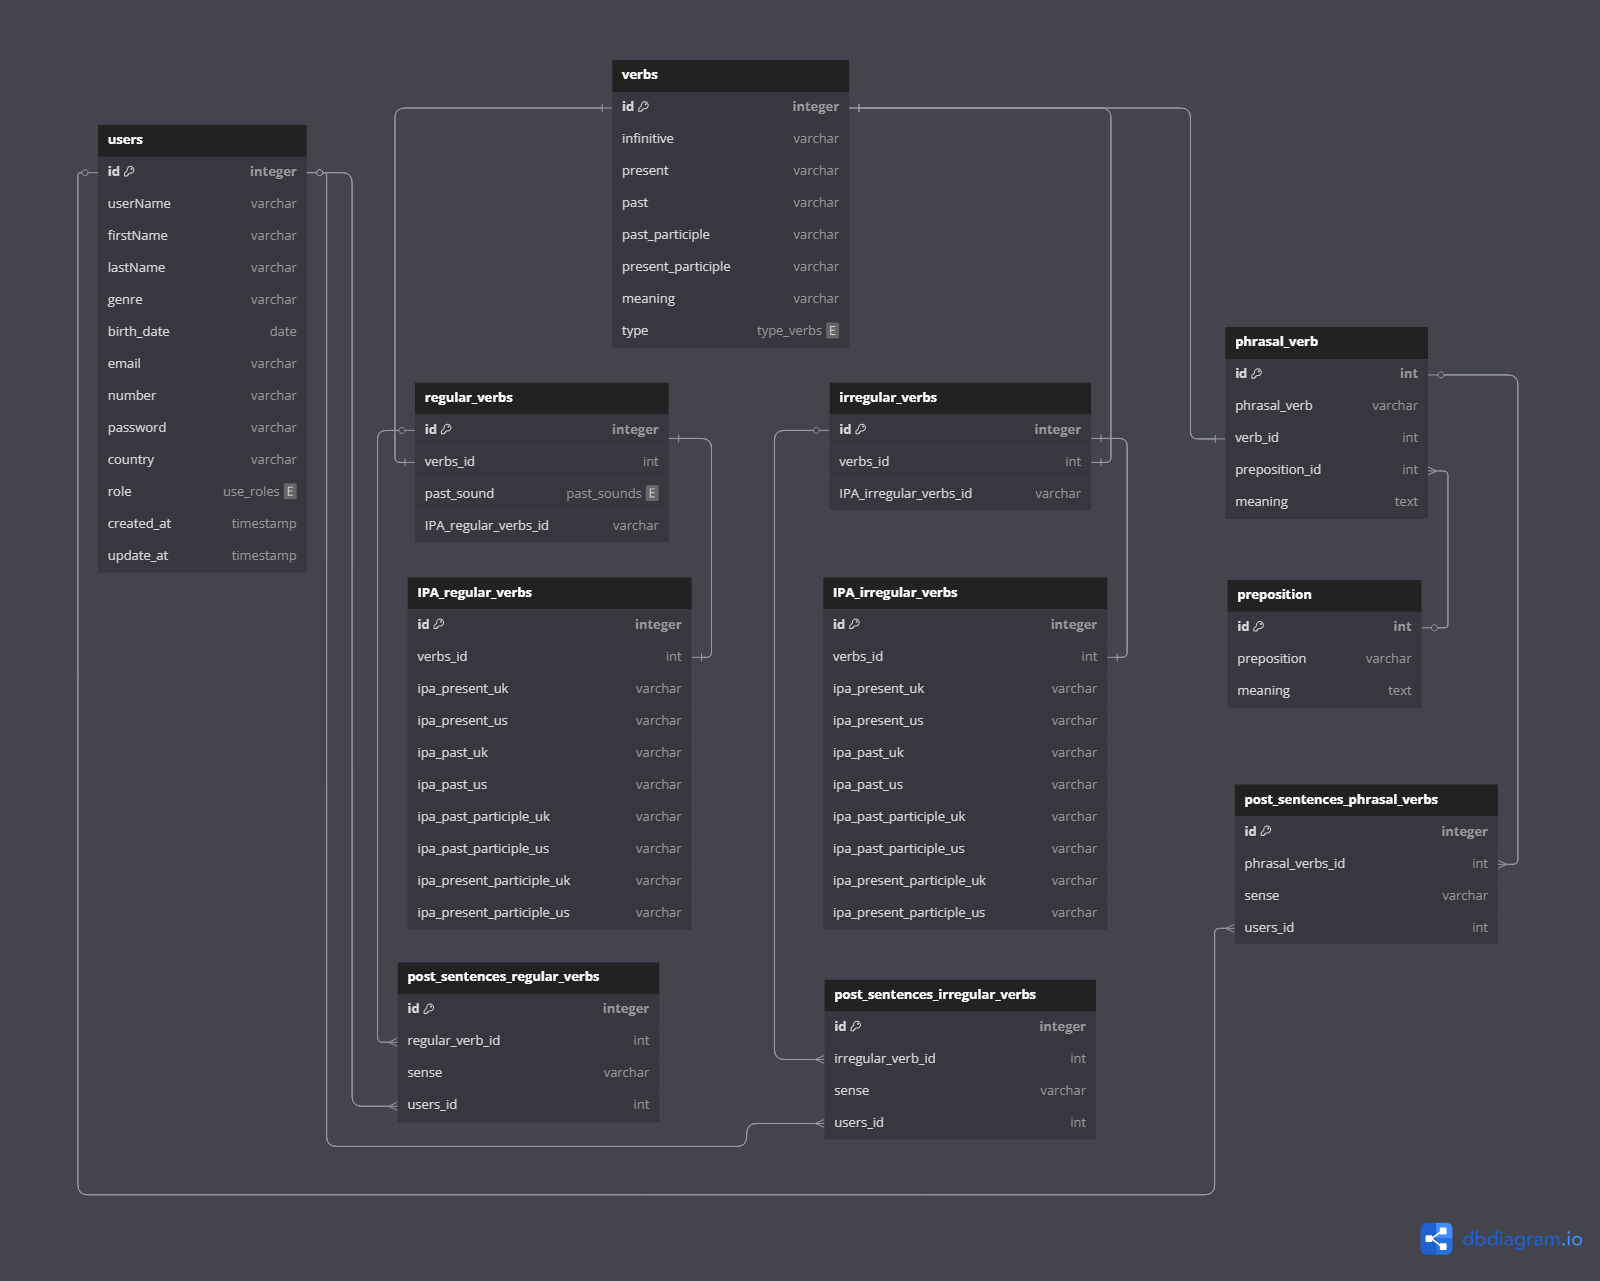 verbs
id integer
infinitive varchar
present varchar
past varchar
past_participle varchar
present_participle varchar
meaning varchar
type type_verbs E
users
id integer
userName varchar
firstName varchar
lastName varchar
genre varchar
birth_date date
email varchar
number varchar
password varchar
country varchar
role use_roles E
created_at timestamp
update_at timestamp
regular_verbs
id integer
verbs_id int
past_sound past_sounds E
IPA_regular_verbs_id varchar
irregular_verbs
id integer
verbs_id int
IPA_irregular_verbs_id varchar
phrasal_verb
id int
phrasal_verb varchar
verb_id int
preposition_id int
meaning text
IPA_regular_verbs
id integer
verbs_id int
ipa_present_uk varchar
ipa_present_us varchar
ipa_past_uk varchar
ipa_past_us varchar
ipa_past_participle_uk varchar
ipa_past_participle_us varchar
ipa_present_participle_uk varchar
ipa_present_participle_us varchar
IPA_irregular_verbs
id integer
verbs_id int
ipa_present_uk varchar
ipa_present_us varchar
ipa_past_uk varchar
ipa_past_us varchar
ipa_past_participle_uk varchar
ipa_past_participle_us varchar
ipa_present_participle_uk varchar
ipa_present_participle_us varchar
preposition
id int
preposition varchar
meaning text
post_sentences_phrasal_verbs
id integer
phrasal_verbs_id int
sense varchar
users_id int
post_sentences_regular_verbs
id integer
regular_verb_id int
sense varchar
users_id int
post_sentences_irregular_verbs
id integer
irregular_verb_id int
sense varchar
users_id int
dbdiagram.io